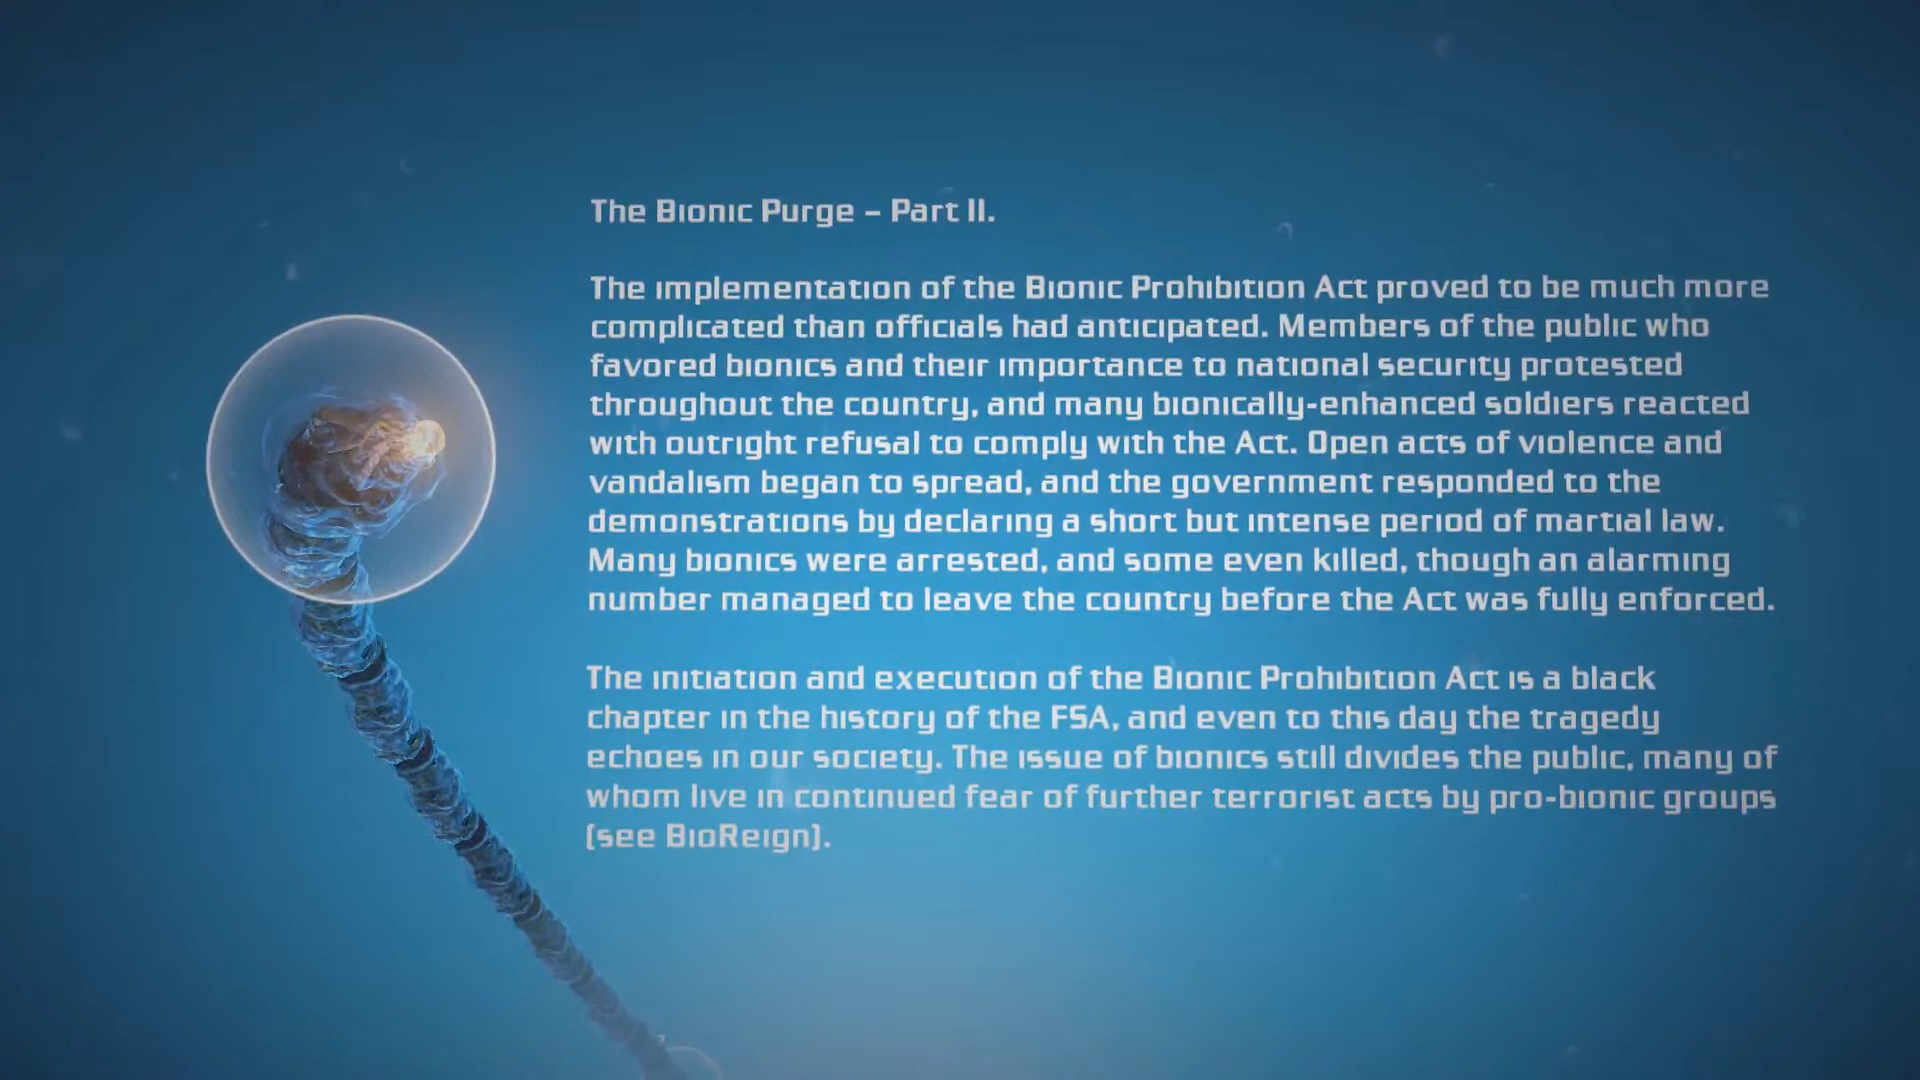 The Bionic Purge – Part II.
The implementation of the Bionic Prohibition Act proved to be much more
complicated than officials had anticipated. Members of the public who
favored bionics and their importance to national security protested
throughout the country, and many bionically-enhanced soldiers reacted
with outright refusal to comply with the Act. Open acts of violence and
vandalism began to spread, and the government responded to the
demonstrations by declaring a short but intense period of martial law.
Many bionics were arrested, and some even killed, though an alarming
number managed to leave the country before the Act was fully enforced.
The initiation and execution of the Bionic Prohibition Act is a black
chapter in the history of the FSA, and even to this day the tragedy
echoes in our society. The issue of bionics still divides the public, many of
whom live in continued fear of further terrorist acts by pro-bionic groups
(see BioReign).